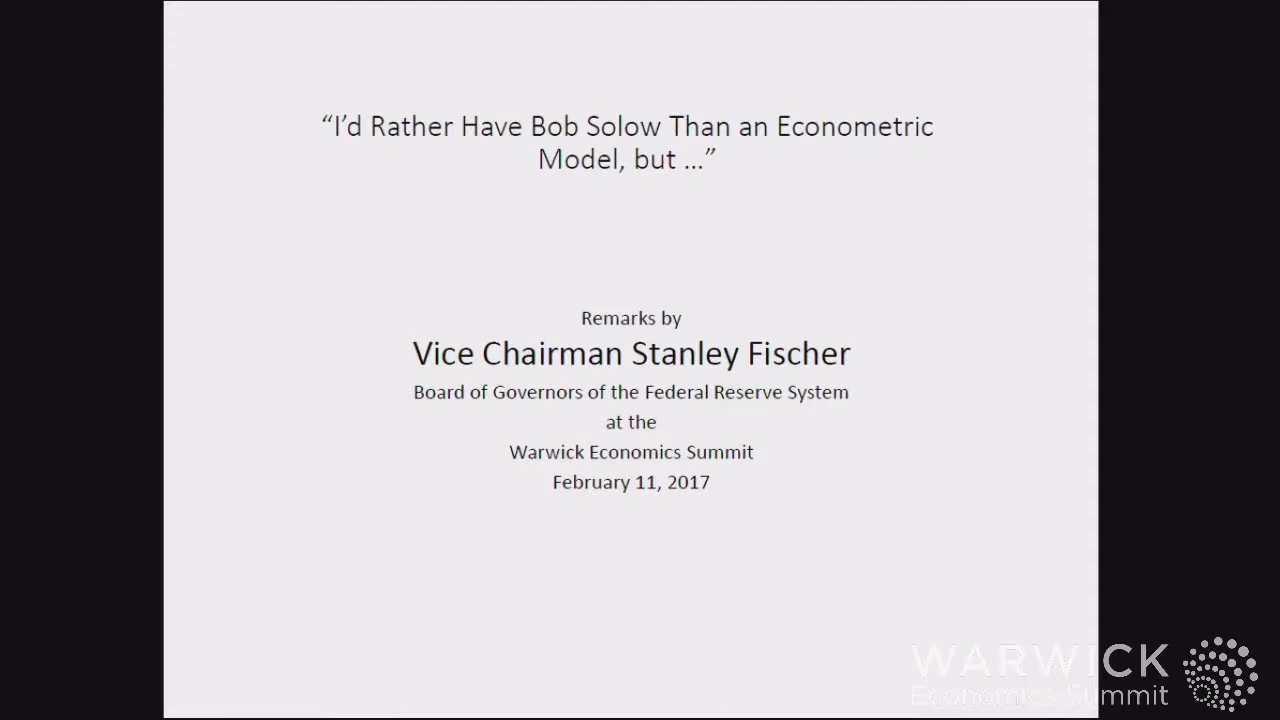 “I’d Rather Have Bob Solow Than an Econometric
Model, but …”
Remarks by
Vice Chairman Stanley Fischer
Board of Governors of the Federal Reserve System
at the
Warwick Economics Summit
February 11, 2017
WARWICK
Economics Summit